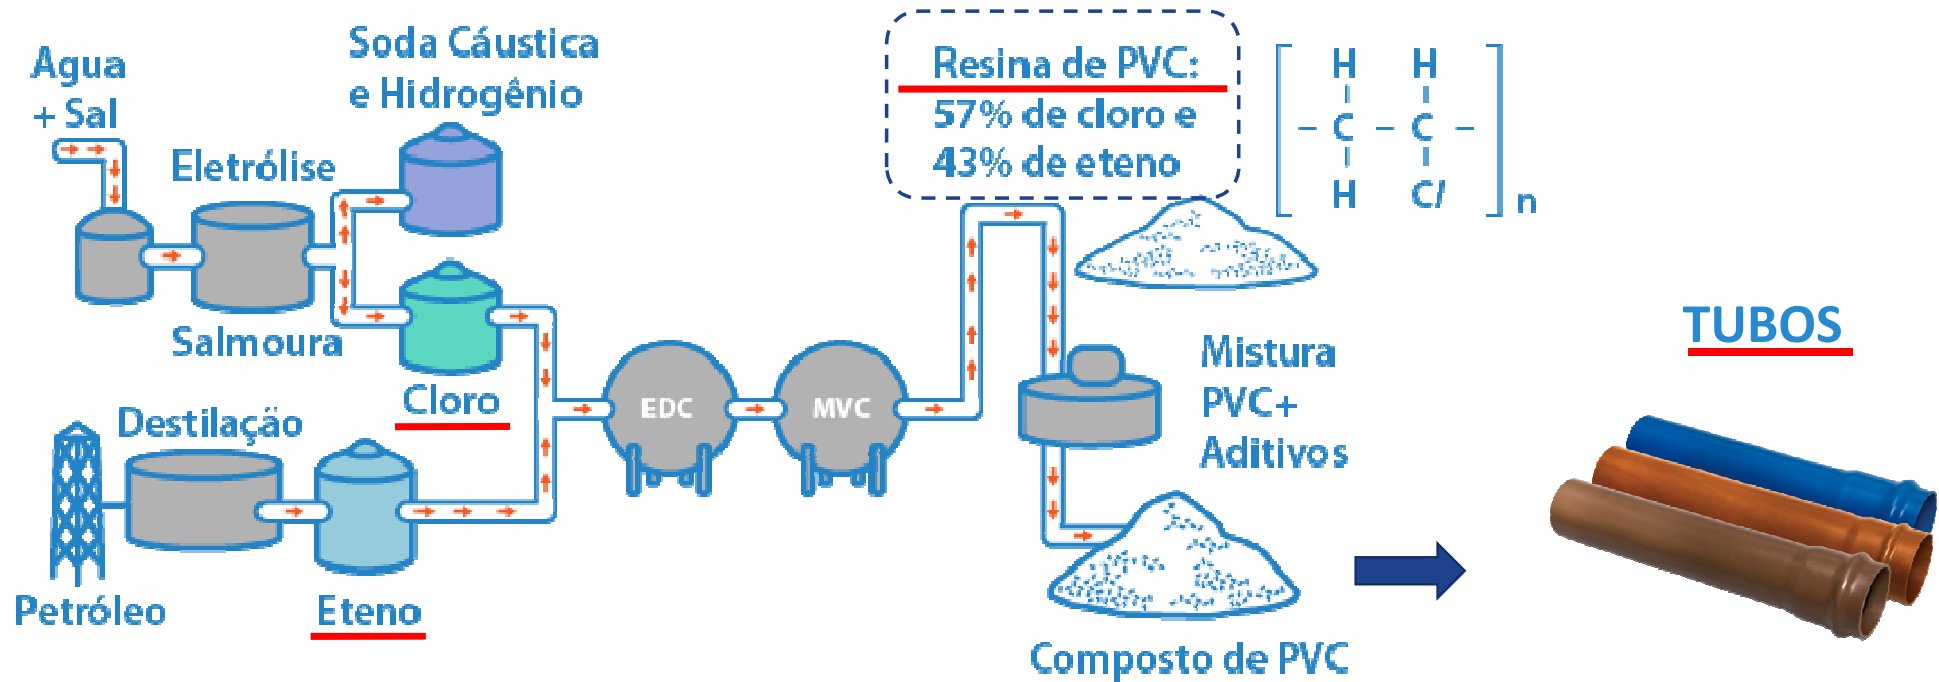 Água
+ Sal
Soda Cáustica
e Hidrogênio
Eletrólise
Salmoura
Cloro
Destilação
Petróleo
Eteno
EDC
MVC
Resina de PVC:
57% de cloro e
43% de eteno
H H
- C - C -
H Cl
n
Mistura
PVC+
Aditivos
Composto de PVC
TUBOS